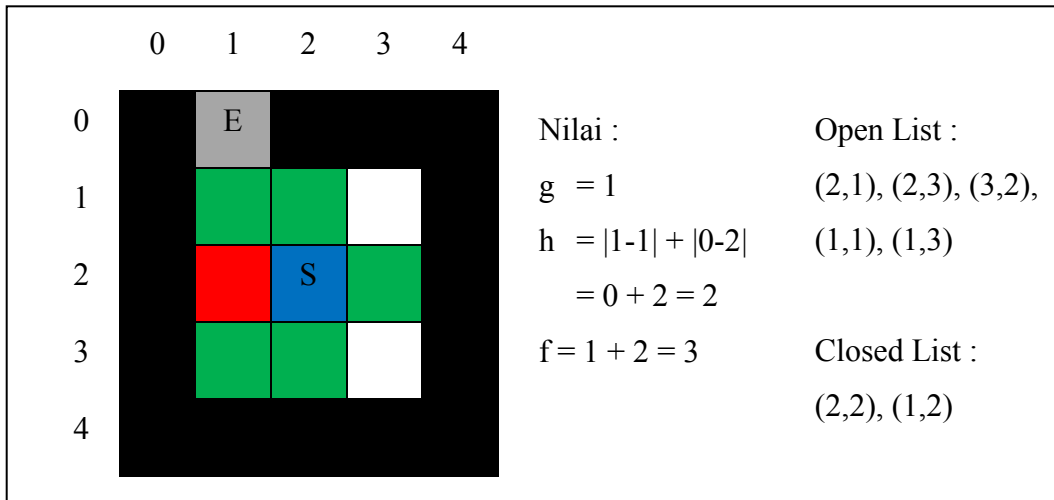 0 1 2 3 4
0 E
1
2 S
3
4
Nilai :
g = 1
h = |1-1| + |0-2|
= 0 + 2 = 2
f = 1 + 2 = 3
Open List :
(2,1), (2,3), (3,2),
(1,1), (1,3)
Closed List :
(2,2), (1,2)